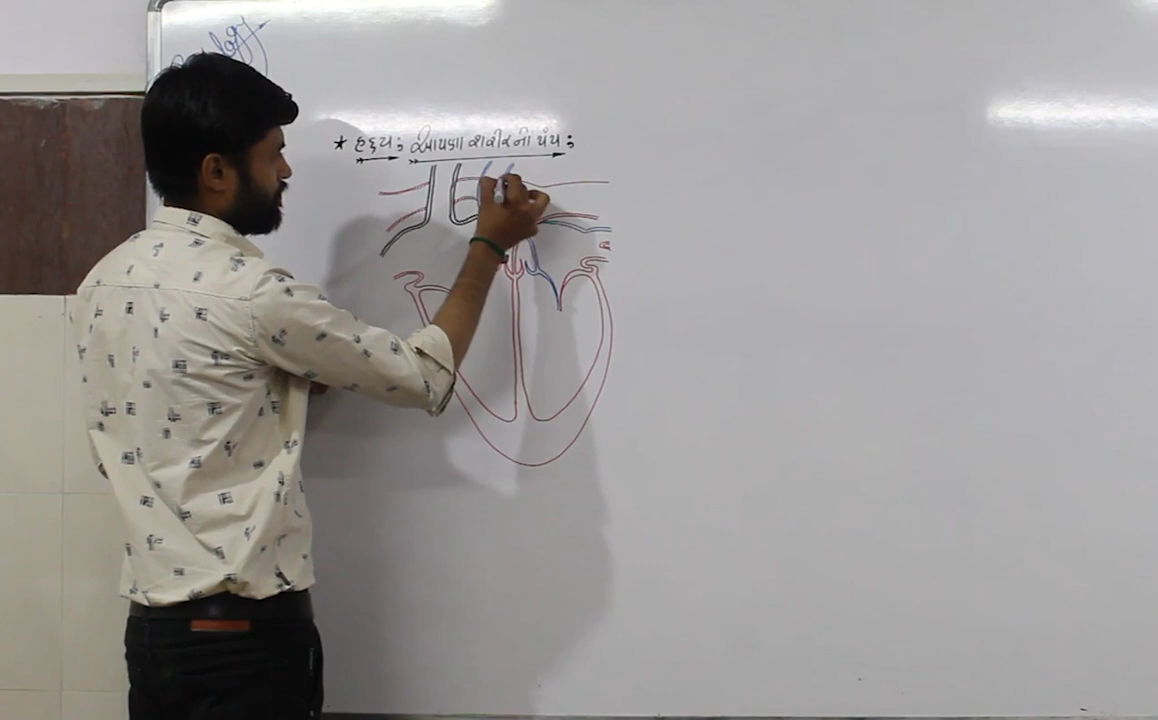 * હૃદય : આપણા શરીરનો પંપ :